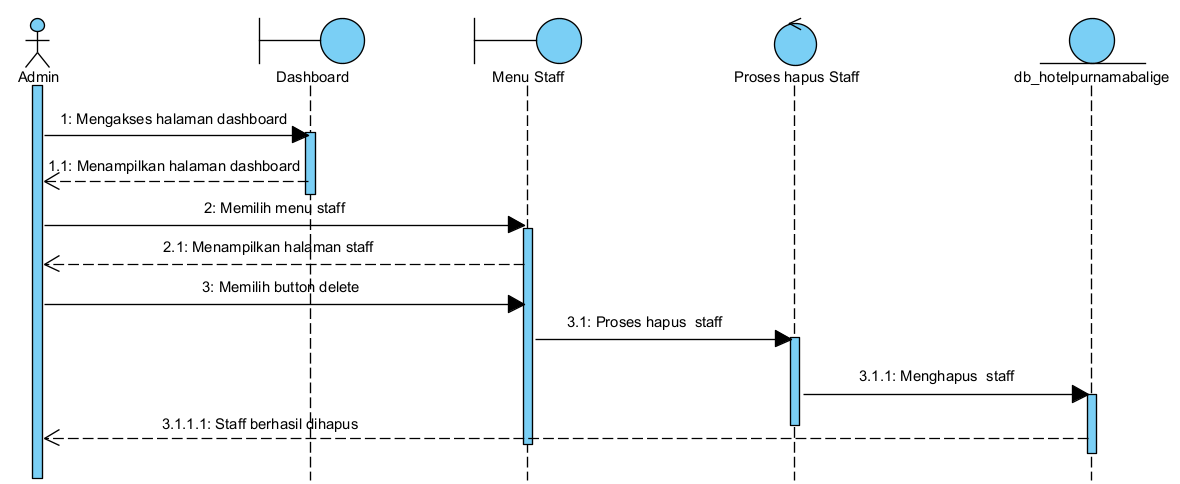 Admin
Dashboard
Menu Staff
Proses hapus Staff
db_hotelpurnamabalige
1: Mengakses halaman dashboard
1.1: Menampilkan halaman dashboard
2: Memilih menu staff
2.1: Menampilkan halaman staff
3: Memilih button delete
3.1: Proses hapus  staff
3.1.1: Menghapus  staff
3.1.1.1: Staff berhasil dihapus